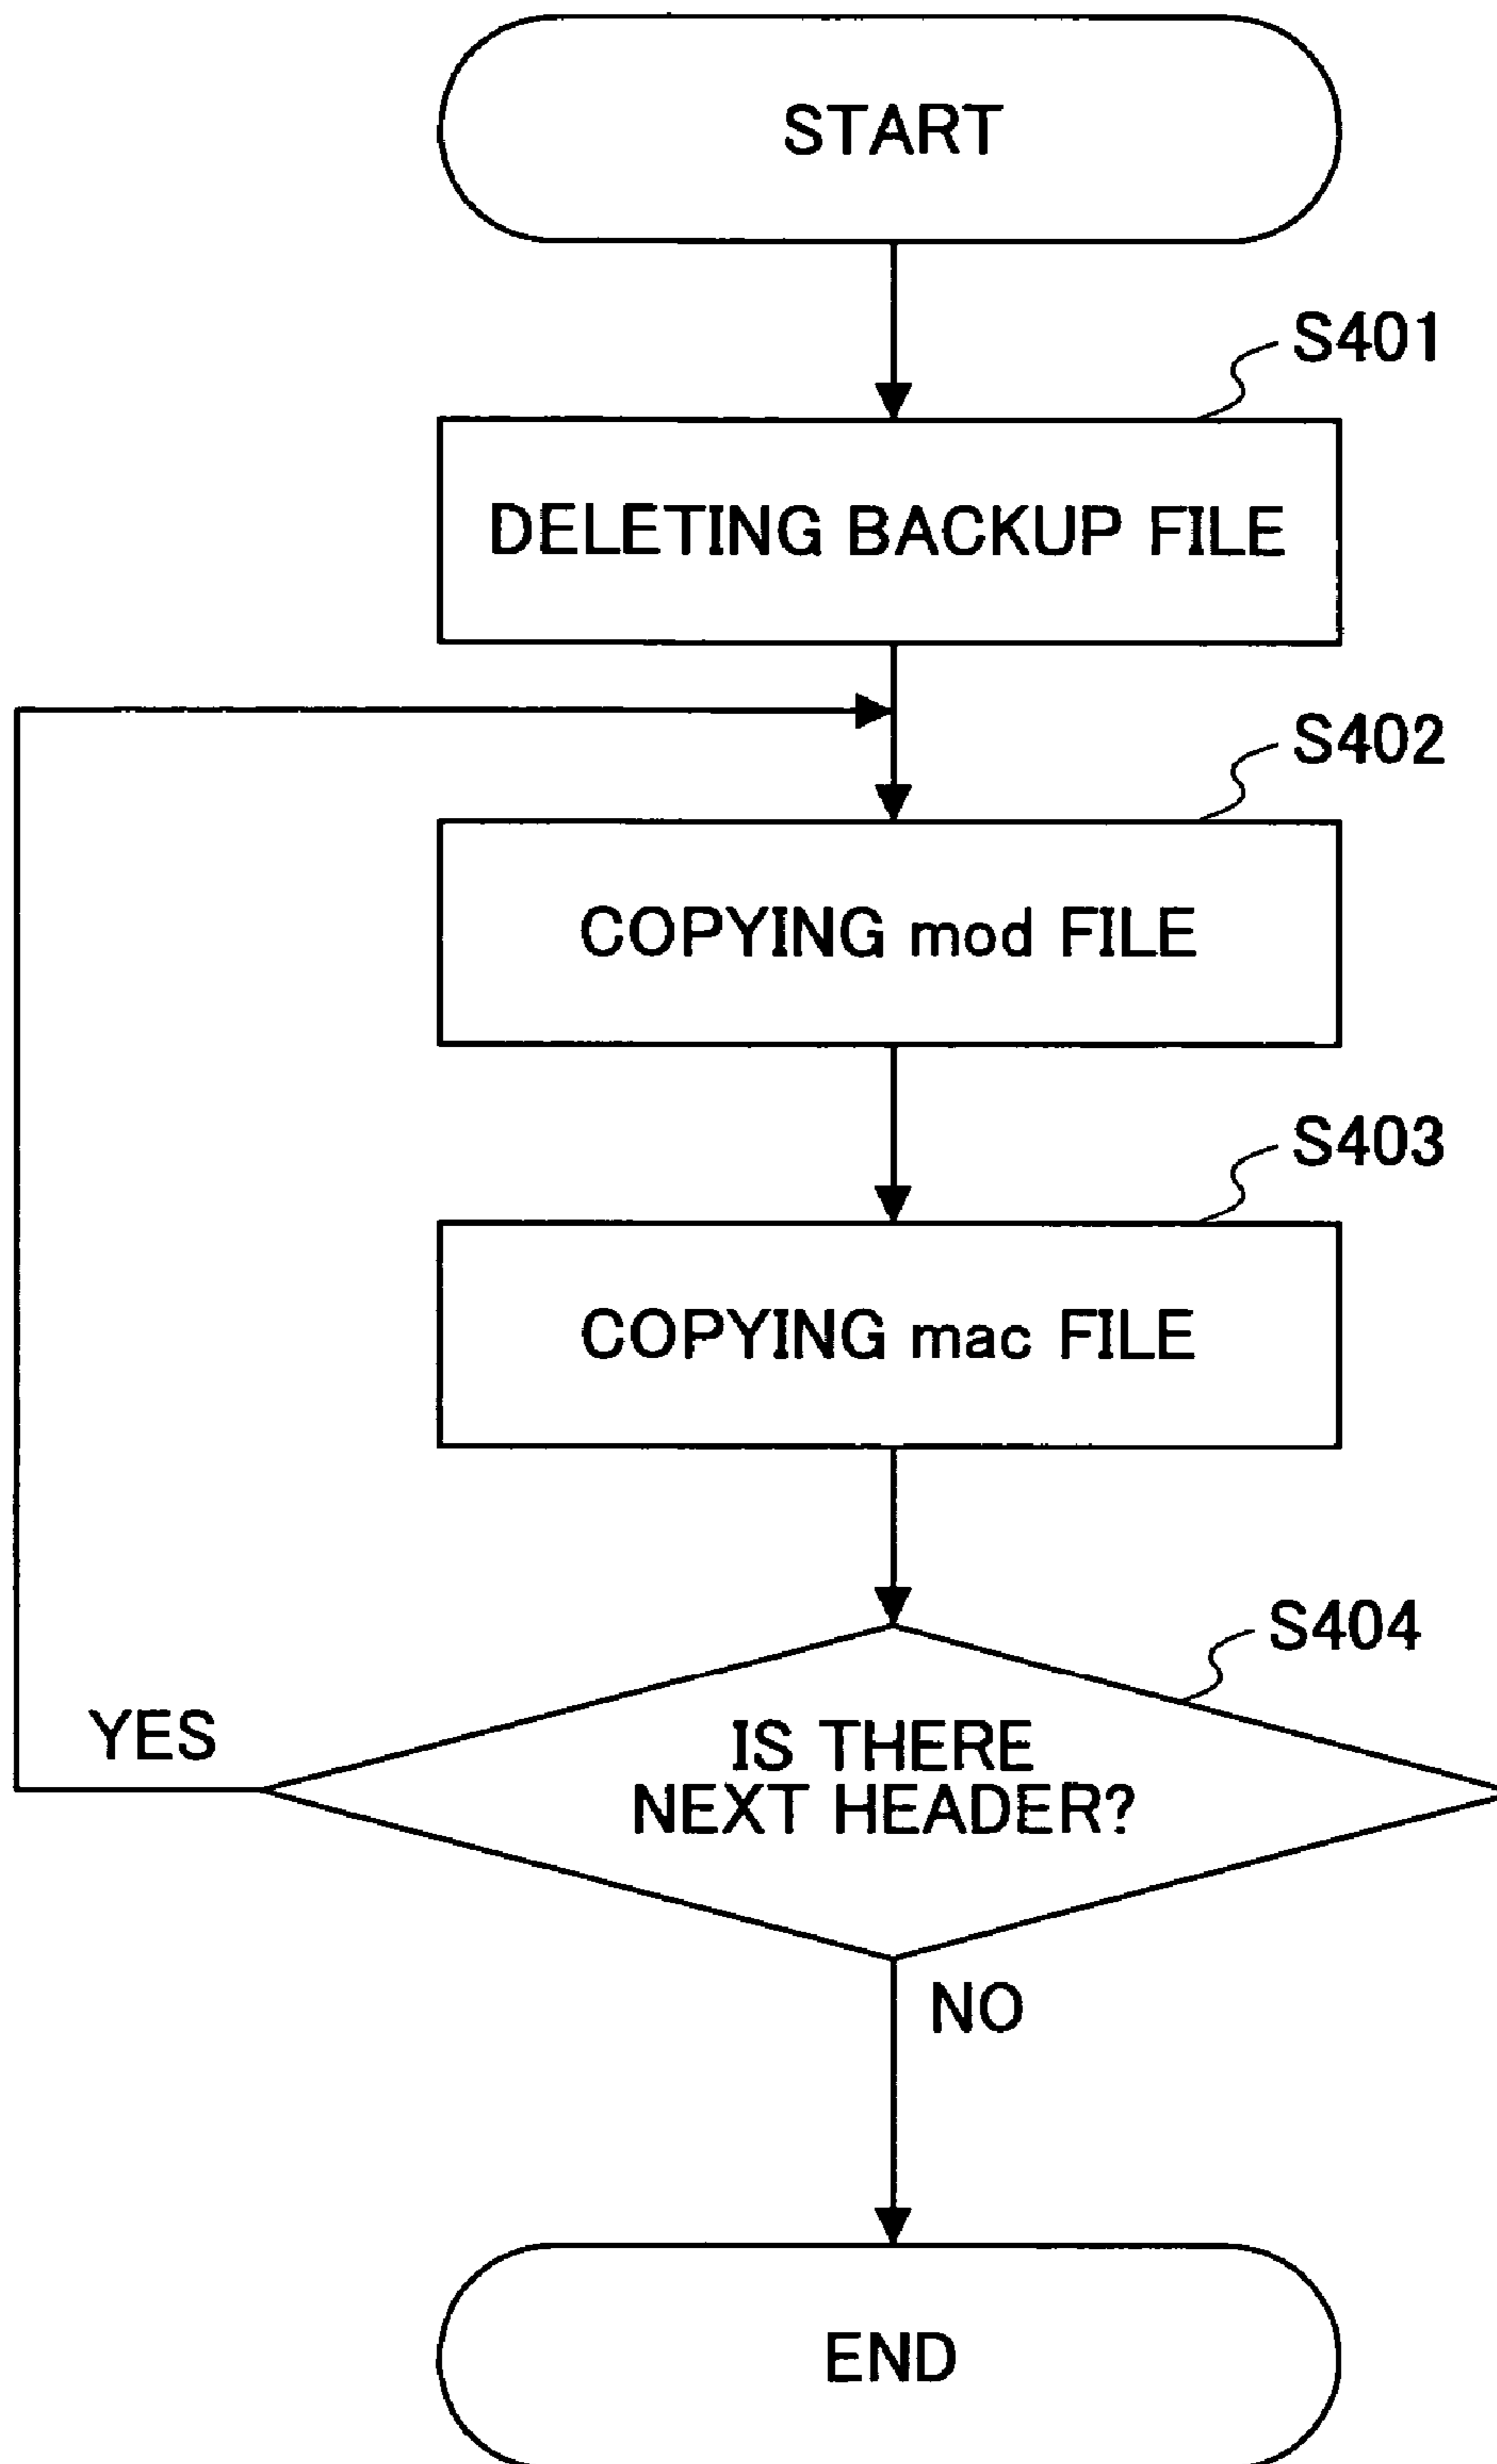 START
S401
DELETING BACKUP FILE
S402
COPYING mod FILE
S403
COPYING mac FILE
S404
YES
IS THERE
NEXT HEADER?
NO
END